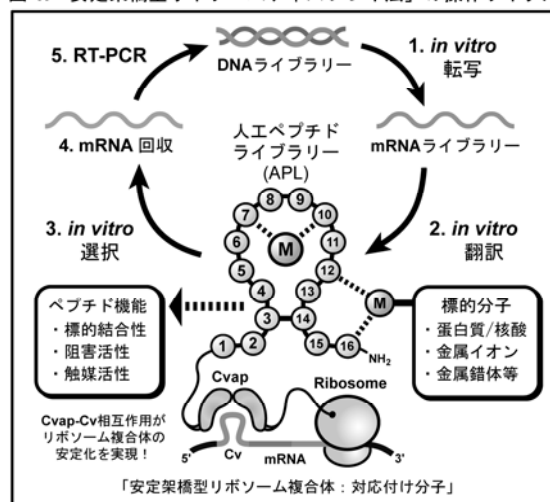 5. RT-PCR
DNAライブラリー
1. in vitro
転写
4. mRNA 回収
人工ペプチド
ライブラリー
(APL)
mRNAライブラリー
3. in vitro
選択
2. in vitro
翻訳
1
2
3
4
5
6
7
8
9
10
11
12
13
14
15
16
NH2
M
M
ペプチド機能
・標的結合性
・阻害活性
・触媒活性
標的分子
・蛋白質/核酸
・金属イオン
・金属錯体等
Cvap
Ribosome
Cvap-Cv相互作用が
リボソーム複合体の
安定化を実現！
5'
Cv
mRNA
3'
「安定架橋型リボソーム複合体：対応付け分子」